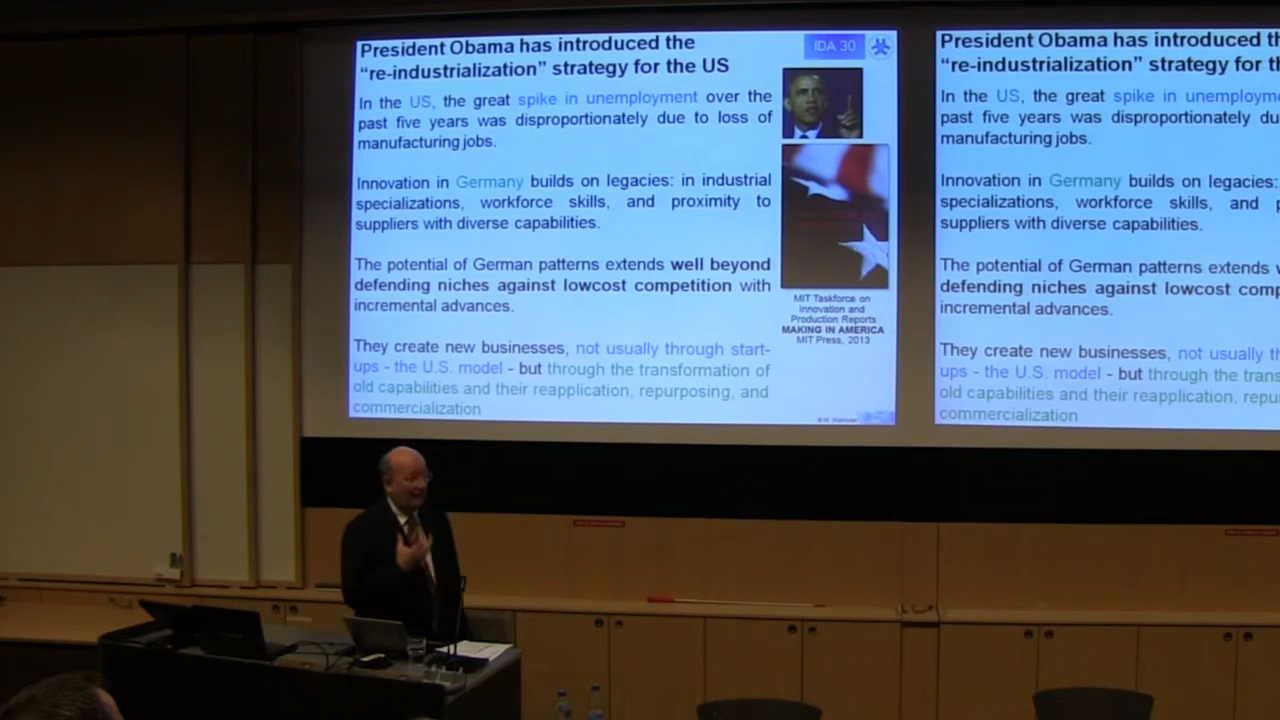 President Obama has introduced the
“re-industrialization” strategy for the US
IDA 30
In the US, the great spike in unemployment over the
past five years was disproportionately due to loss of
manufacturing jobs.
Innovation in Germany builds on legacies: in industrial
specializations, workforce skills, and proximity to
suppliers with diverse capabilities.
The potential of German patterns extends well beyond
defending niches against lowcost competition with
incremental advances.
They create new businesses, not usually through start-
ups - the U.S. model - but through the transformation of
old capabilities and their reapplication, repurposing, and
commercialization
MIT Taskforce on
Innovation and
Production Reports
MAKING IN AMERICA
MIT Press, 2013
President Obama has introduced th
“re-industrialization” strategy for th
In the US, the great spike in unemploym
past five years was disproportionately du
manufacturing jobs.
Innovation in Germany builds on legacies:
specializations, workforce skills, and p
suppliers with diverse capabilities.
The potential of German patterns extends w
defending niches against lowcost comp
incremental advances.
They create new businesses, not usually th
ups - the U.S. model - but through the trans
old capabilities and their reapplication, repu
commercialization